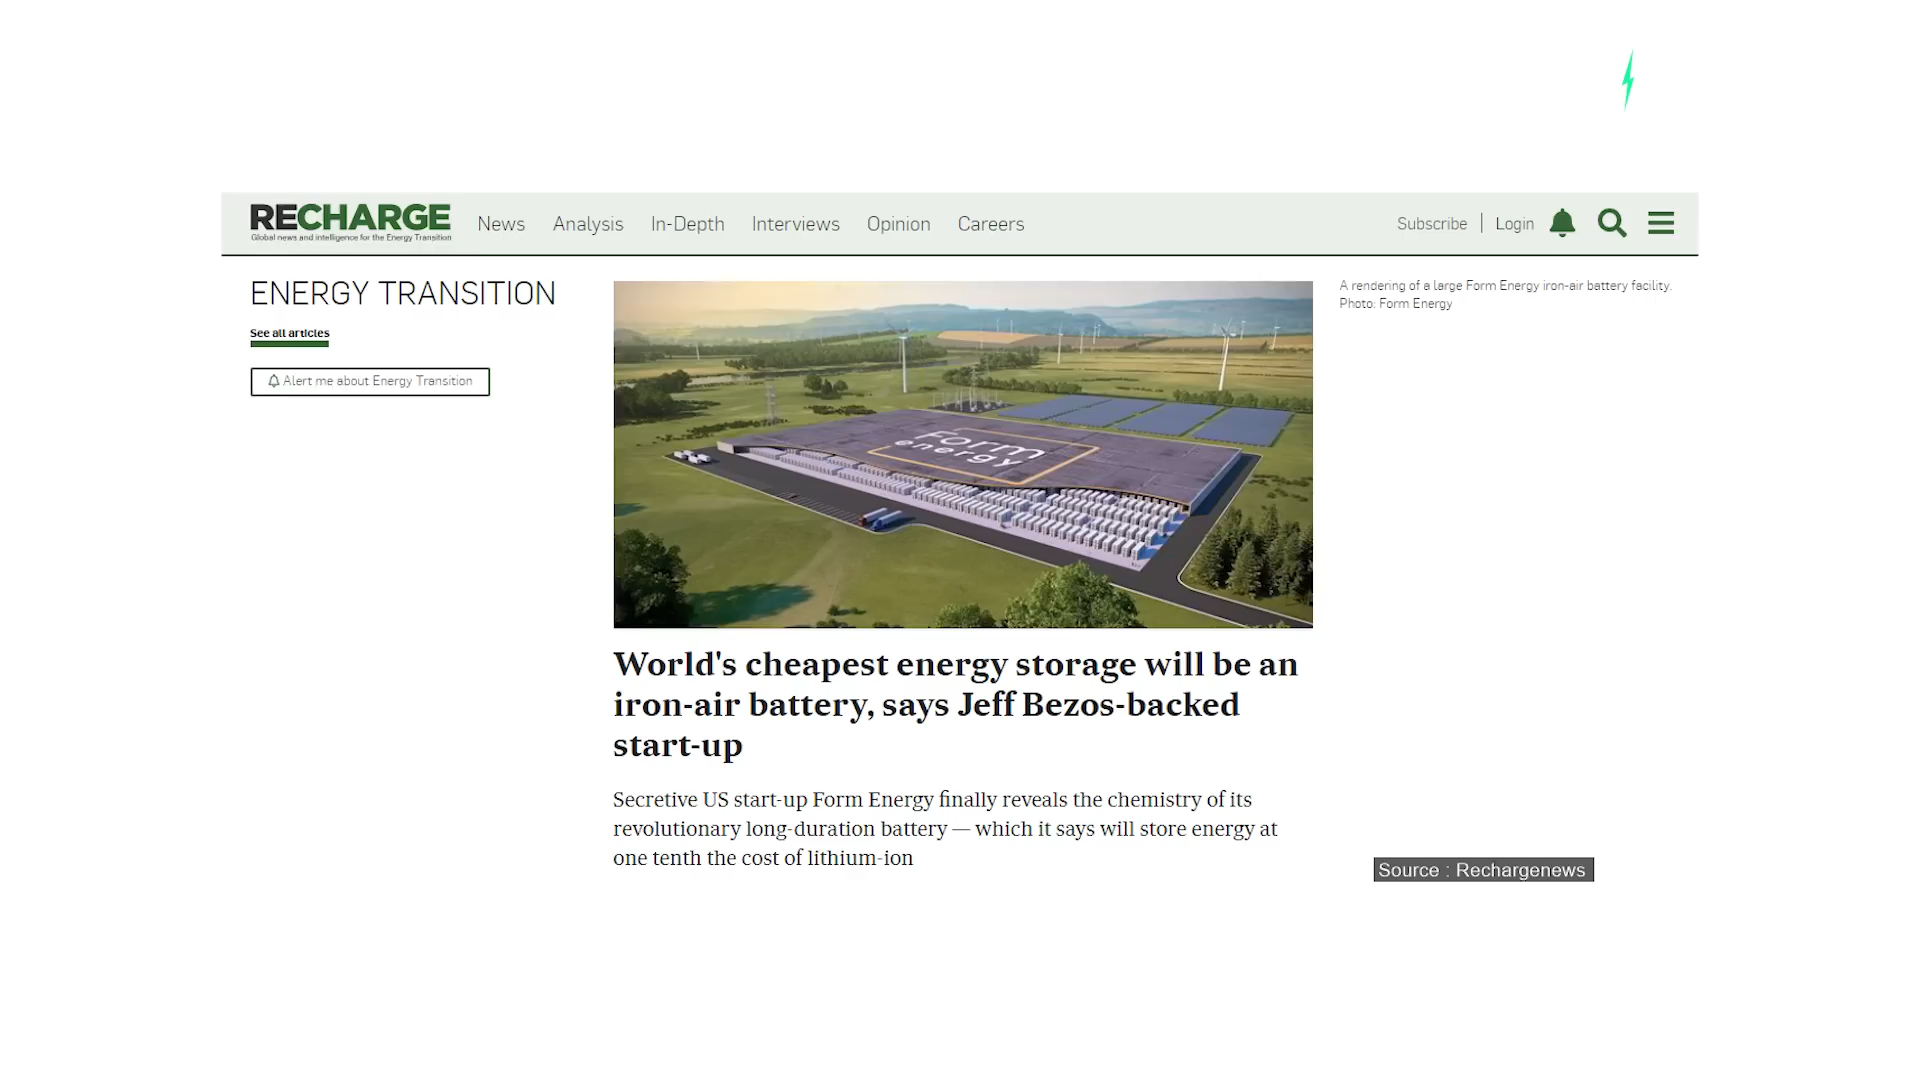 RECHARGE
Global news and intelligence for the Energy Transition
News Analysis In-Depth Interviews Opinion Careers
Subscribe | Login
ENERGY TRANSITION
See all articles
Alert me about Energy Transition
Form
energy
A rendering of a large Form Energy iron-air battery facility.
Photo: Form Energy
World's cheapest energy storage will be an
iron-air battery, says Jeff Bezos-backed
start-up
Secretive US start-up Form Energy finally reveals the chemistry of its
revolutionary long-duration battery — which it says will store energy at
one tenth the cost of lithium-ion
Source : Rechargenews